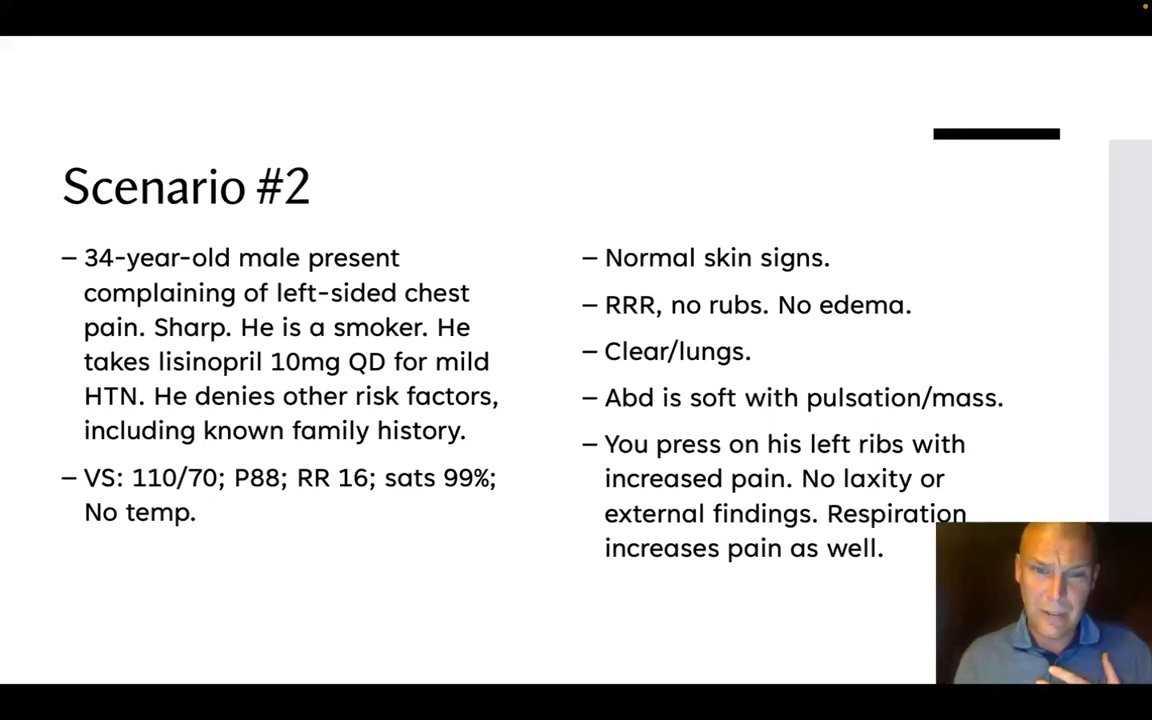 Scenario #2
– 34-year-old male present
complaining of left-sided chest
pain. Sharp. He is a smoker. He
takes lisinopril 10mg QD for mild
HTN. He denies other risk factors,
including known family history.
– VS: 110/70; P88; RR 16; sats 99%;
No temp.
– Normal skin signs.
– RRR, no rubs. No edema.
– Clear/lungs.
– Abd is soft with pulsation/mass.
– You press on his left ribs with
increased pain. No laxity or
external findings. Respiration
increases pain as well.